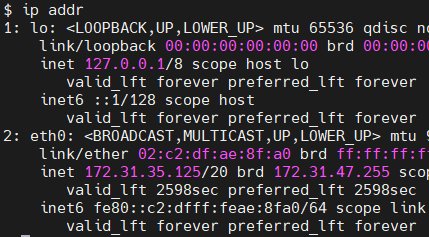 $ ip addr
1: lo: <LOOPBACK,UP,LOWER_UP> mtu 65536 qdisc no
link/loopback 00:00:00:00:00:00 brd 00:00:00
inet 127.0.0.1/8 scope host lo
valid_lft forever preferred_lft forever
inet6 ::1/128 scope host
valid_lft forever preferred_lft forever
2: eth0: <BROADCAST,MULTICAST,UP,LOWER_UP> mtu 9
link/ether 02:c2:df:ae:8f:a0 brd ff:ff:ff:ff
inet 172.31.35.125/20 brd 172.31.47.255 scop
valid_lft 2598sec preferred_lft 2598sec
inet6 fe80::c2:dfff:feae:8fa0/64 scope link
valid_lft forever preferred_lft forever